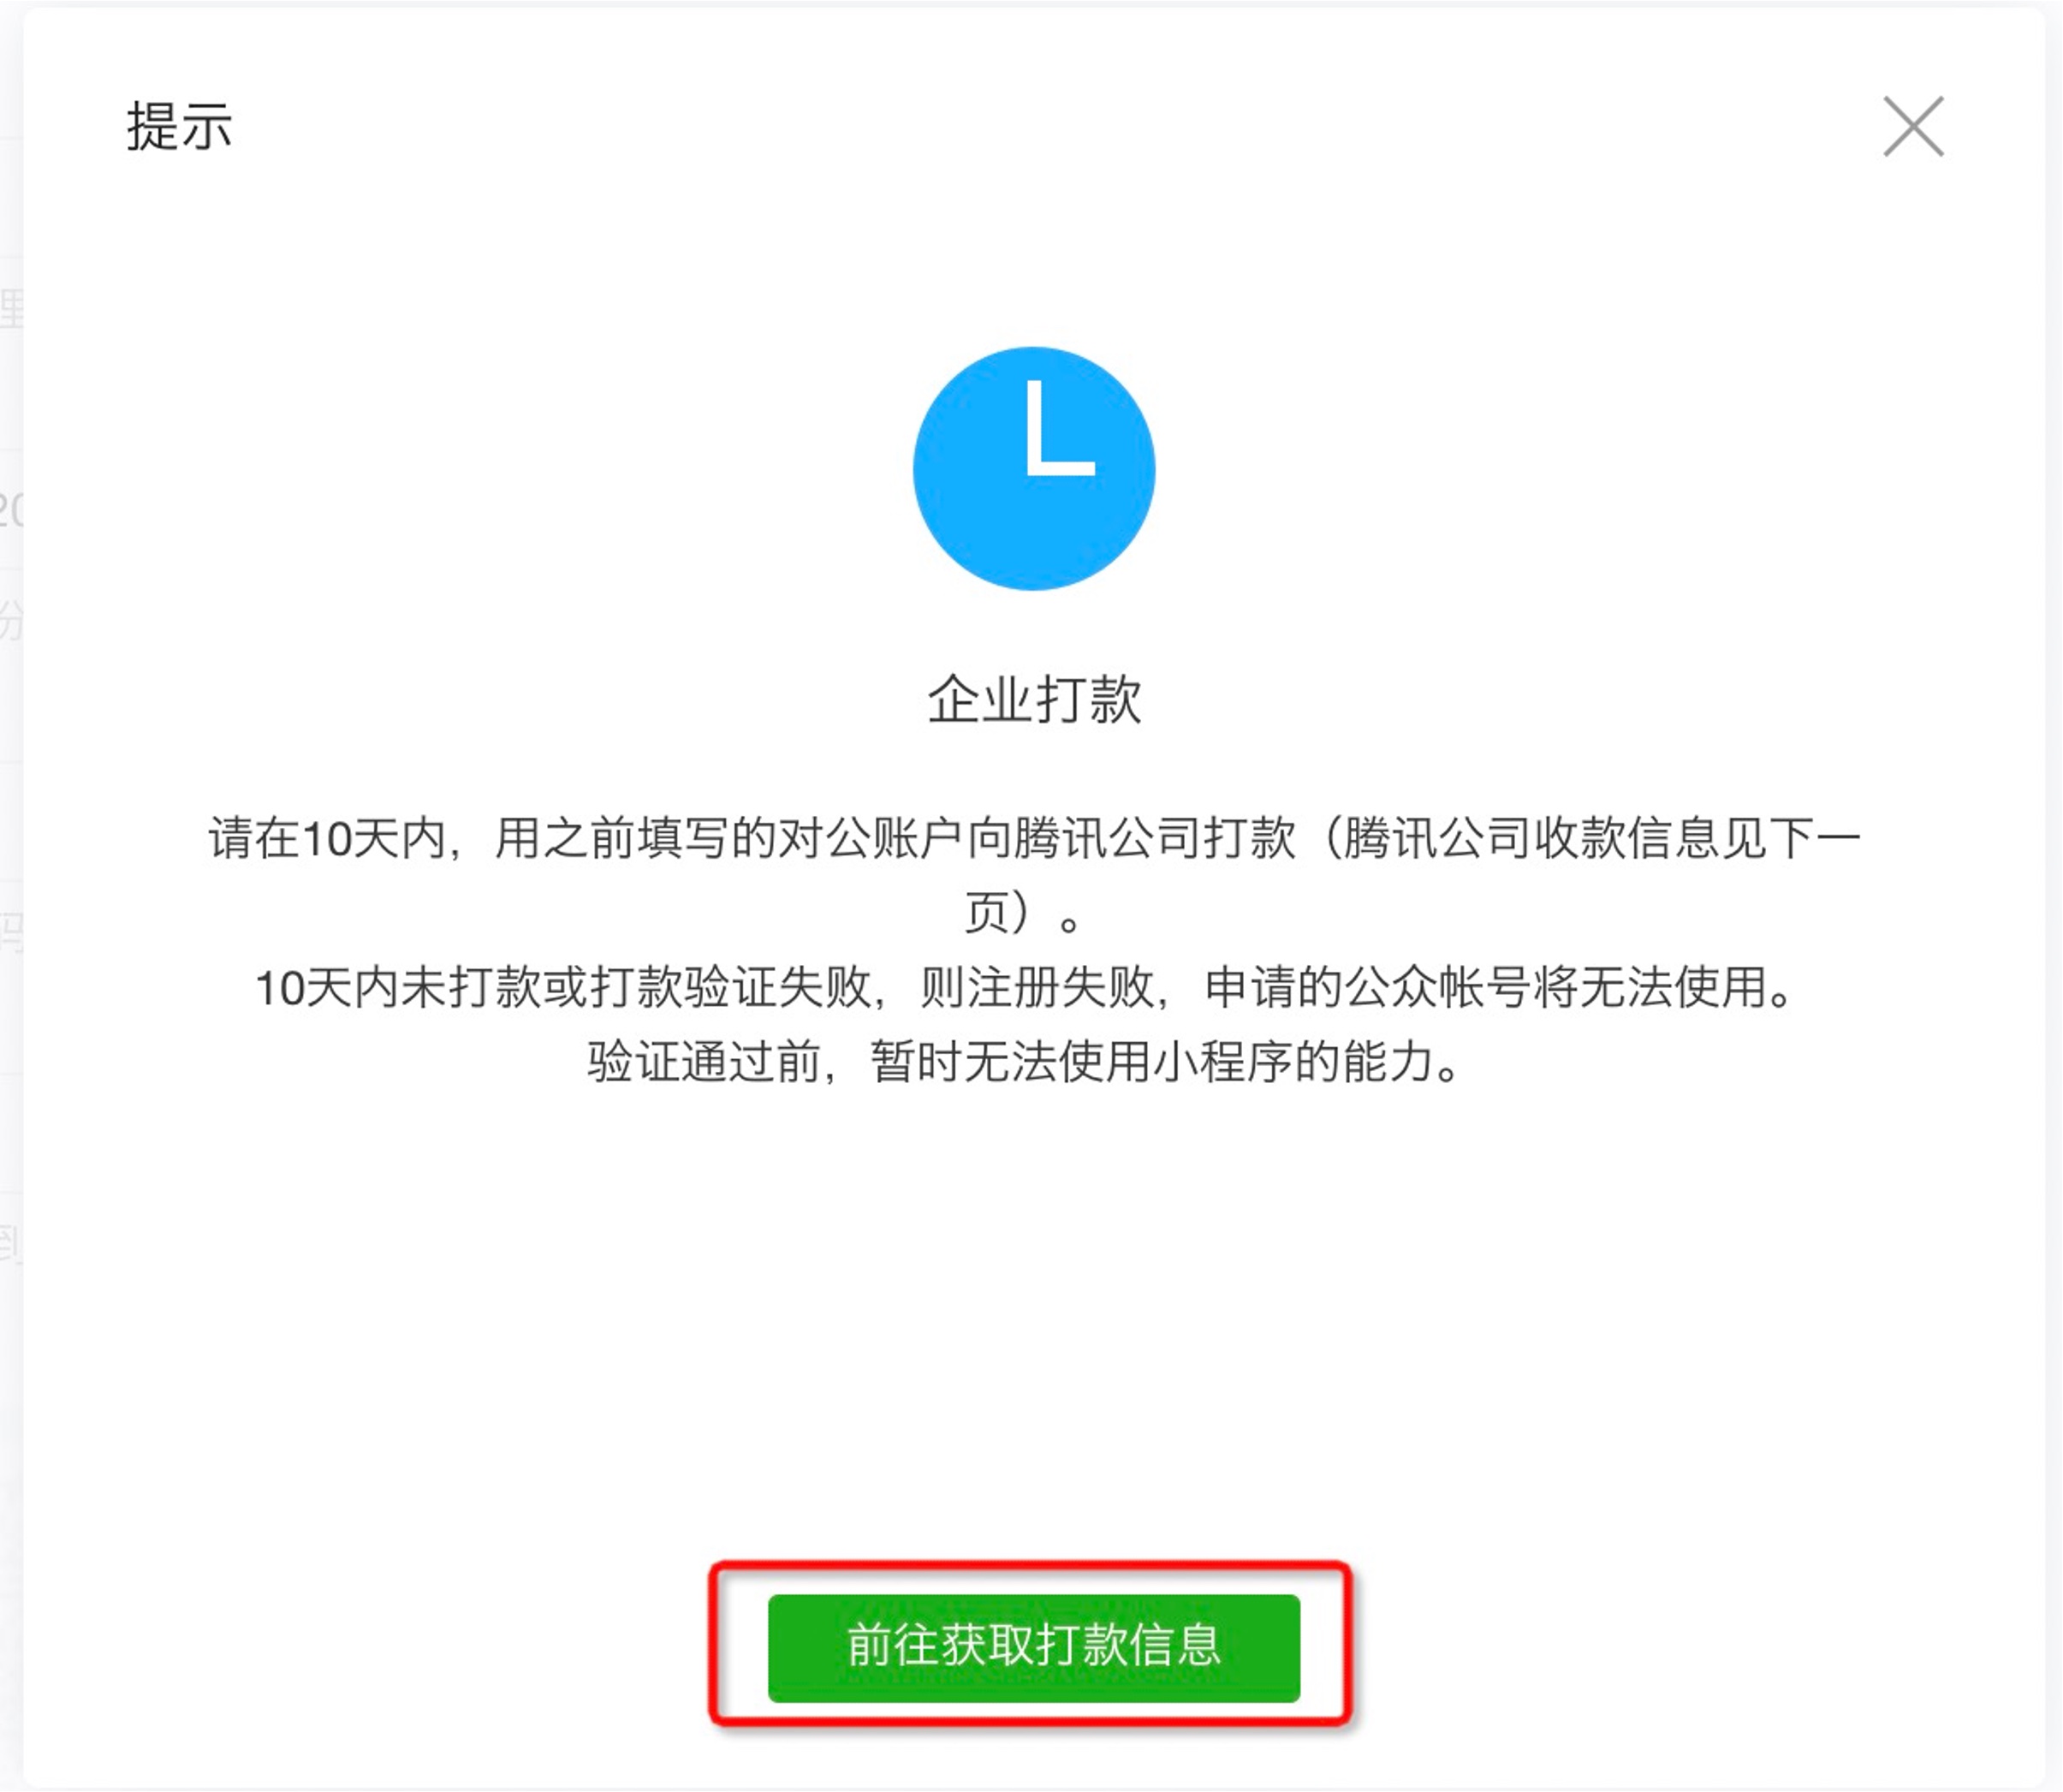 提示
企业打款
请在10天内，用之前填写的对公账户向腾讯公司打款（腾讯公司收款信息见下一
页）。
10天内未打款或打款验证失败，则注册失败，申请的公众帐号将无法使用。
验证通过前，暂时无法使用小程序的能力。
前往获取打款信息